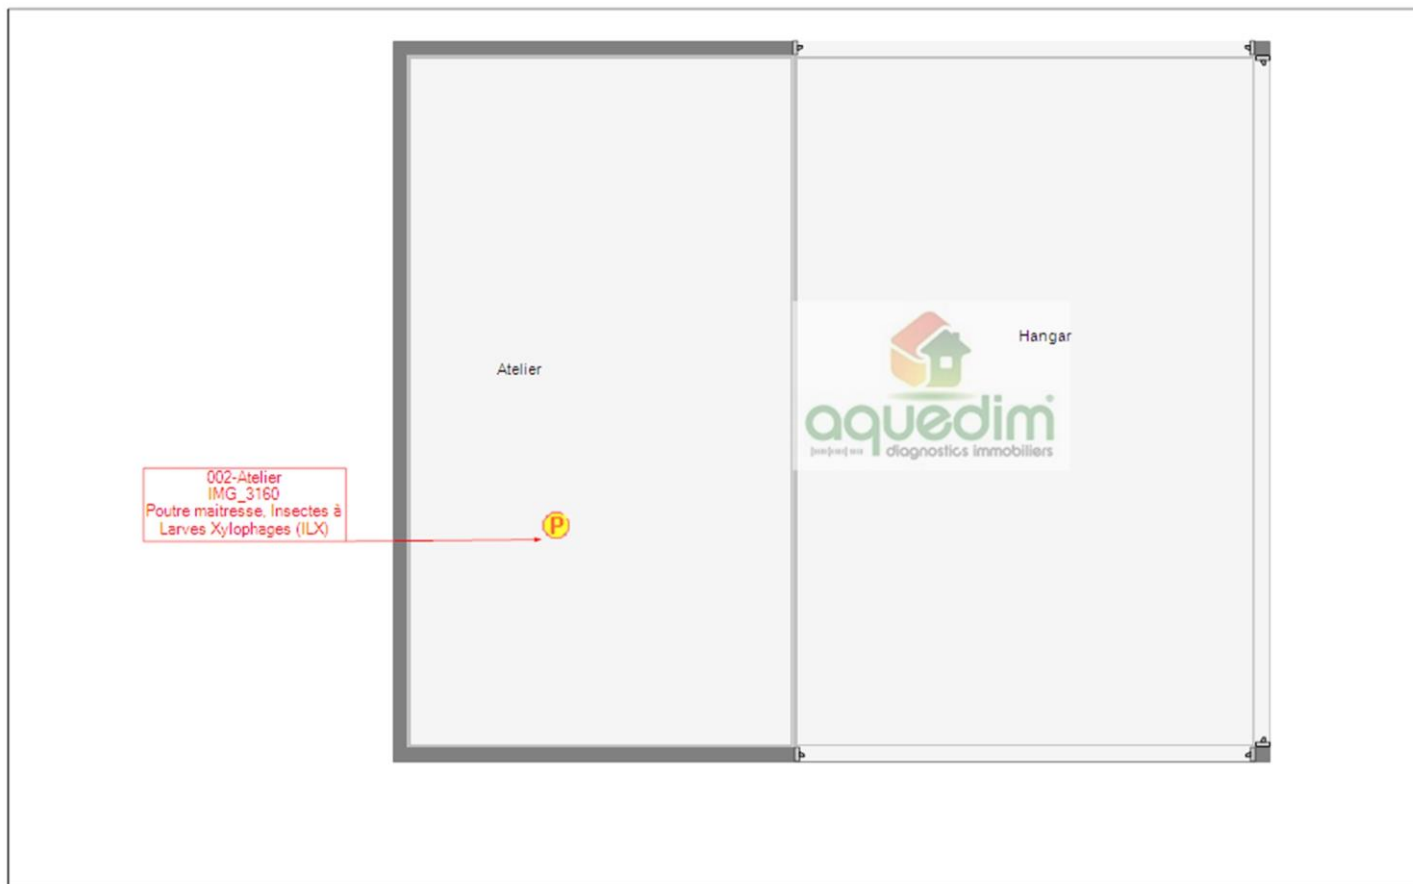 Hangar
Atelier
aquedim
diagnostics immobiliers
002-Atelier
IMG_3160
Poutre maitresse, Insectes à
Larves Xylophages (ILX)
P